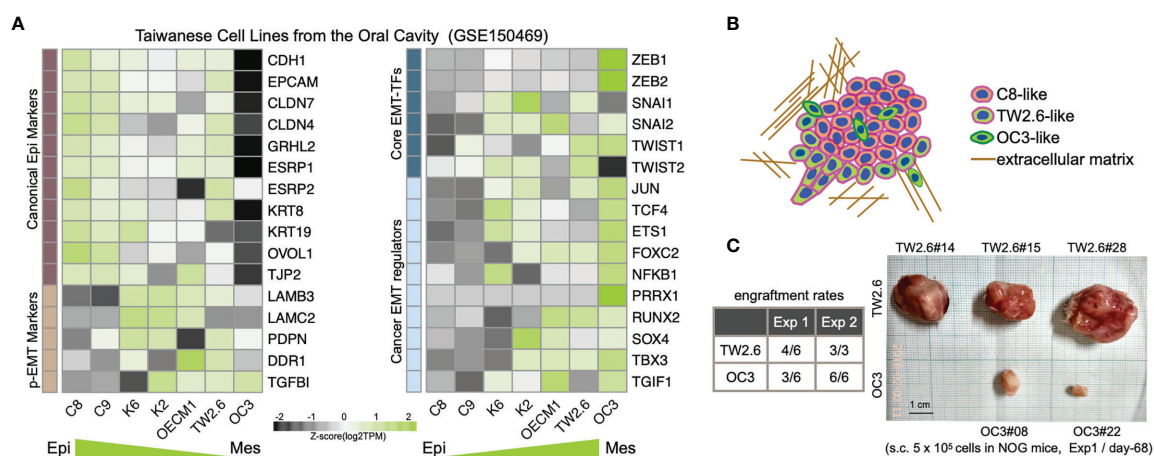 A
Taiwanese Cell Lines from the Oral Cavity (GSE150469)
Canonical Epi Markers
p-EMT Markers
CDH1
EPCAM
CLDN7
CLDN4
GRHL2
ESRP1
ESRP2
KRT8
KRT19
OVOL1
TJP2
LAMB3
LAMC2
PDPN
DDR1
TGFBI
C8 C9 K6 K2 OECM1 TW2.6 OC3
Core EMT-TFs
Cancer EMT regulators
ZEB1
ZEB2
SNAI1
SNAI2
TWIST1
TWIST2
JUN
TCF4
ETS1
FOXC2
NFKB1
PRRX1
RUNX2
SOX4
TBX3
TGIF1
C8 C9 K6 K2 OECM1 TW2.6 OC3
-2 -1 0 1 2
Z-score(log2TPM)
Epi Mes
Epi Mes
B
C8-like
TW2.6-like
OC3-like
extracellular matrix
C
engraftment rates
Exp 1 Exp 2
TW2.6 4/6 3/3
OC3 3/6 6/6
TW2.6#14 TW2.6#15 TW2.6#28
TW2.6
OC3
1 cm
OC3#08 OC3#22
(s.c. 5 x 10⁵ cells in NOG mice, Exp1 / day-68)